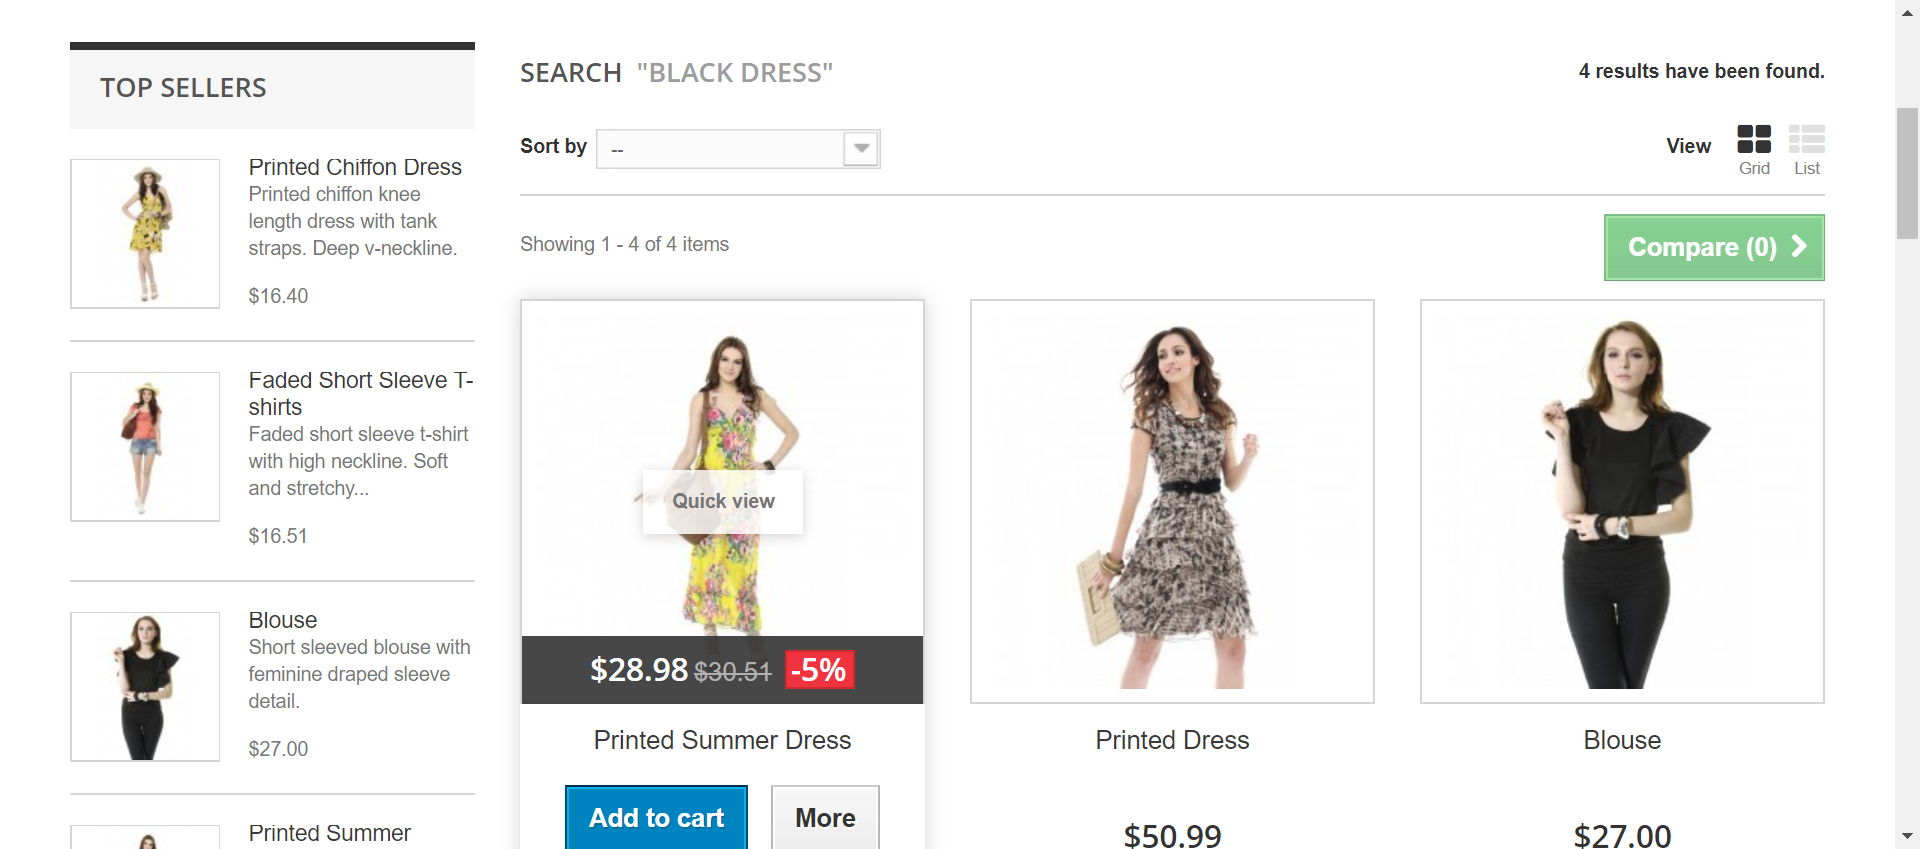 TOP SELLERS
Printed Chiffon Dress
Printed chiffon knee
length dress with tank
straps. Deep v-neckline.
$16.40
Faded Short Sleeve T-
shirts
Faded short sleeve t-shirt
with high neckline. Soft
and stretchy...
$16.51
Blouse
Short sleeved blouse with
feminine draped sleeve
detail.
$27.00
Printed Summer
SEARCH "BLACK DRESS"
4 results have been found.
Sort by --
View
Grid
List
Showing 1 - 4 of 4 items
Compare (0)
Quick view
$28.98 $30.51 -5%
Printed Summer Dress
Add to cart
More
Printed Dress
$50.99
Blouse
$27.00